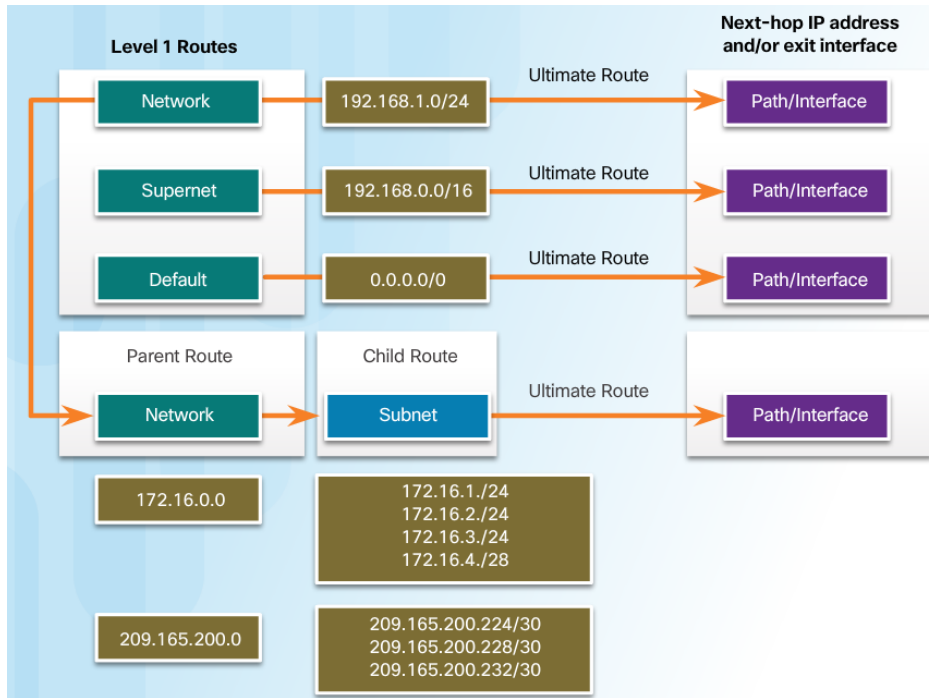 Level 1 Routes
Next-hop IP address
and/or exit interface
Network
192.168.1.0/24
Ultimate Route
Path/Interface
Supernet
192.168.0.0/16
Ultimate Route
Path/Interface
Default
0.0.0.0/0
Ultimate Route
Path/Interface
Parent Route
Child Route
Network
Subnet
Ultimate Route
Path/Interface
172.16.0.0
172.16.1./24
172.16.2./24
172.16.3./24
172.16.4./28
209.165.200.0
209.165.200.224/30
209.165.200.228/30
209.165.200.232/30